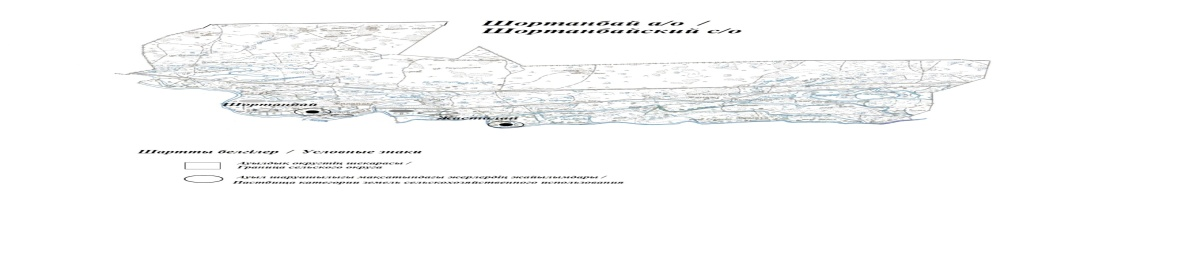 Шортанбай а/о /
Шортанбайский с/о
Шортанбай
Жасталап
Шартты белгілер / Условные знаки
Ауылдық округтің шекарасы /
Граница сельского округа
Ауыл шаруашылығы мақсатындағы жерлердің жайылымдары /
Пастбища категории земель сельскохозяйственного использования